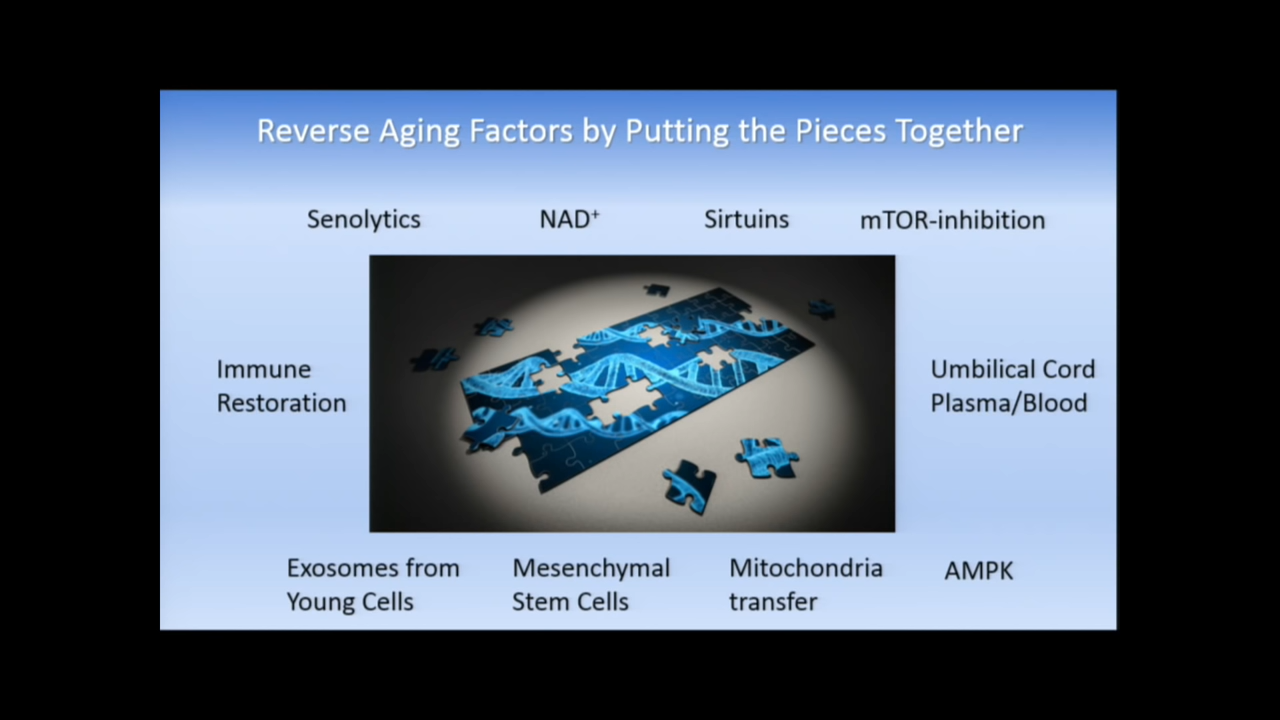 Reverse Aging Factors by Putting the Pieces Together
Senolytics
NAD⁺
Sirtuins
mTOR-inhibition
Immune
Restoration
Umbilical Cord
Plasma/Blood
Exosomes from
Young Cells
Mesenchymal
Stem Cells
Mitochondria
transfer
AMPK